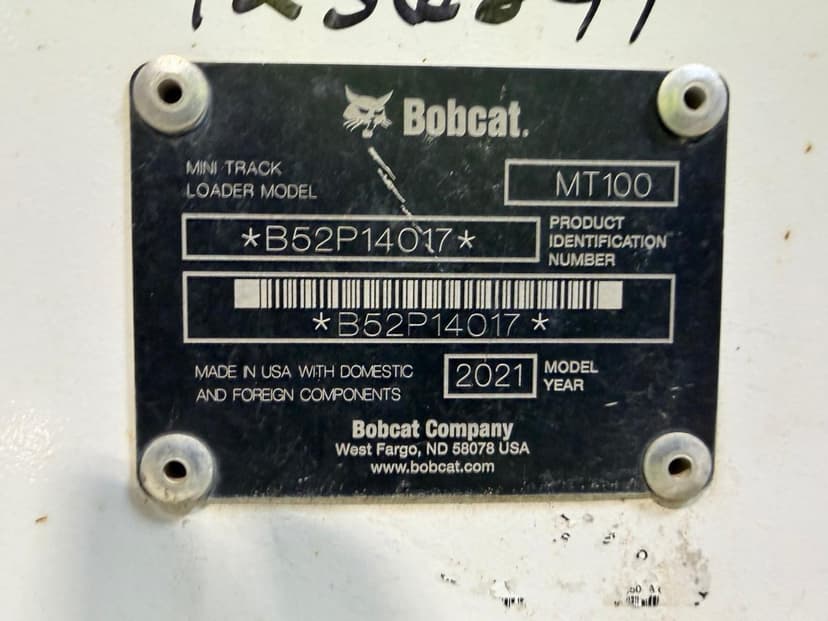 Bobcat.
MINI TRACK
LOADER MODEL
MT100
*B52P14017*
PRODUCT
IDENTIFICATION
NUMBER
*B52P14017*
MADE IN USA WITH DOMESTIC
AND FOREIGN COMPONENTS
2021
MODEL
YEAR
Bobcat Company
West Fargo, ND 58078 USA
www.bobcat.com